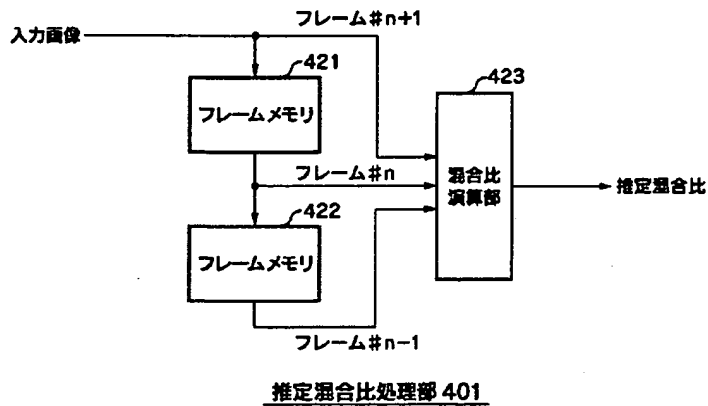 フレーム#n+1
入力画像
421
フレームメモリ
423
混合比
演算部
フレーム#n
推定混合比
422
フレームメモリ
フレーム#n-1
推定混合比処理部 401